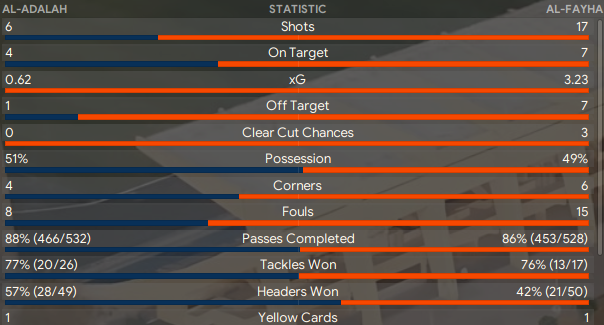 AL-ADALAH STATISTIC AL-FAYHA
6 Shots 17
4 On Target 7
0.62 xG 3.23
1 Off Target 7
0 Clear Cut Chances 3
51% Possession 49%
4 Corners 6
8 Fouls 15
88% (466/532) Passes Completed 86% (453/528)
77% (20/26) Tackles Won 76% (13/17)
57% (28/49) Headers Won 42% (21/50)
1 Yellow Cards 1